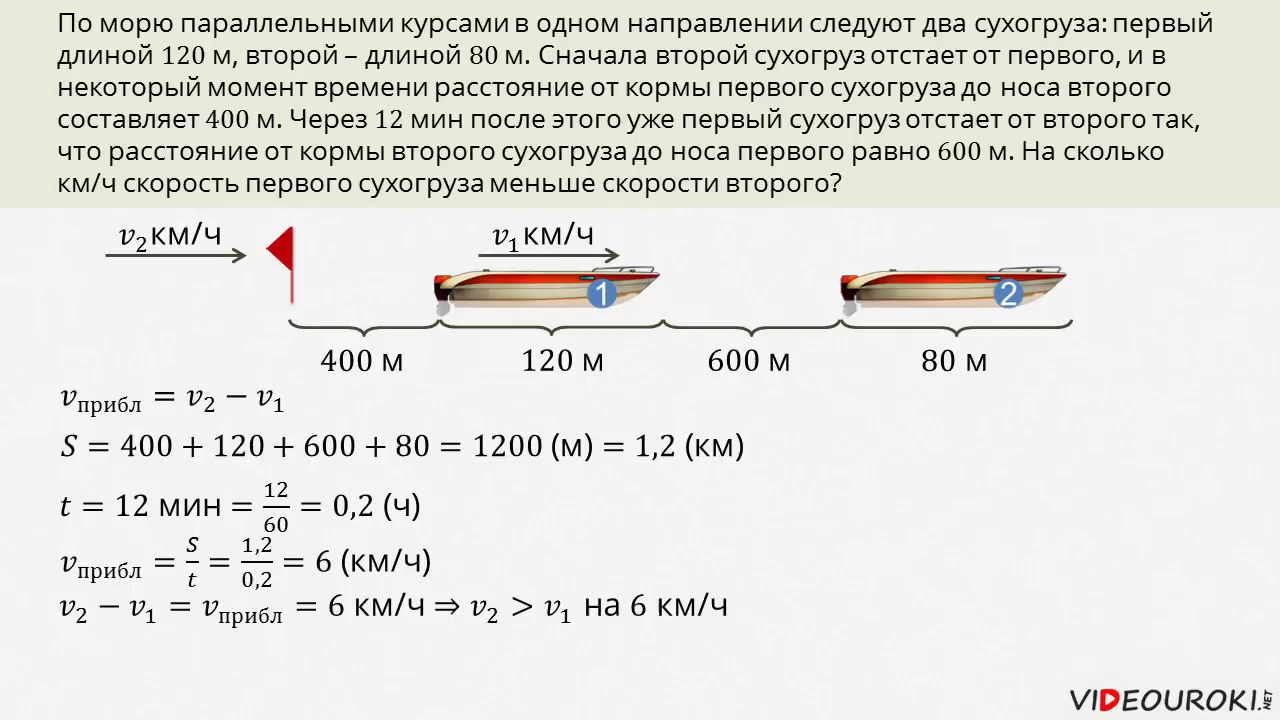 По морю параллельными курсами в одном направлении следуют два сухогруза: первый
длиной 120 м, второй – длиной 80 м. Сначала второй сухогруз отстает от первого, и в
некоторый момент времени расстояние от кормы первого сухогруза до носа второго
составляет 400 м. Через 12 мин после этого уже первый сухогруз отстает от второго так,
что расстояние от кормы второго сухогруза до носа первого равно 600 м. На сколько
км/ч скорость первого сухогруза меньше скорости второго?
v₂ км/ч v₁ км/ч
1 2
400 м 120 м 600 м 80 м
v прибл = v₂ − v₁
S = 400 + 120 + 600 + 80 = 1200 (м) = 1,2 (км)
t = 12 мин = 12/60 = 0,2 (ч)
v прибл = S/t = 1,2/0,2 = 6 (км/ч)
v₂ − v₁ = v прибл = 6 км/ч ⇒ v₂ > v₁ на 6 км/ч
VIDEOUROKI.NET